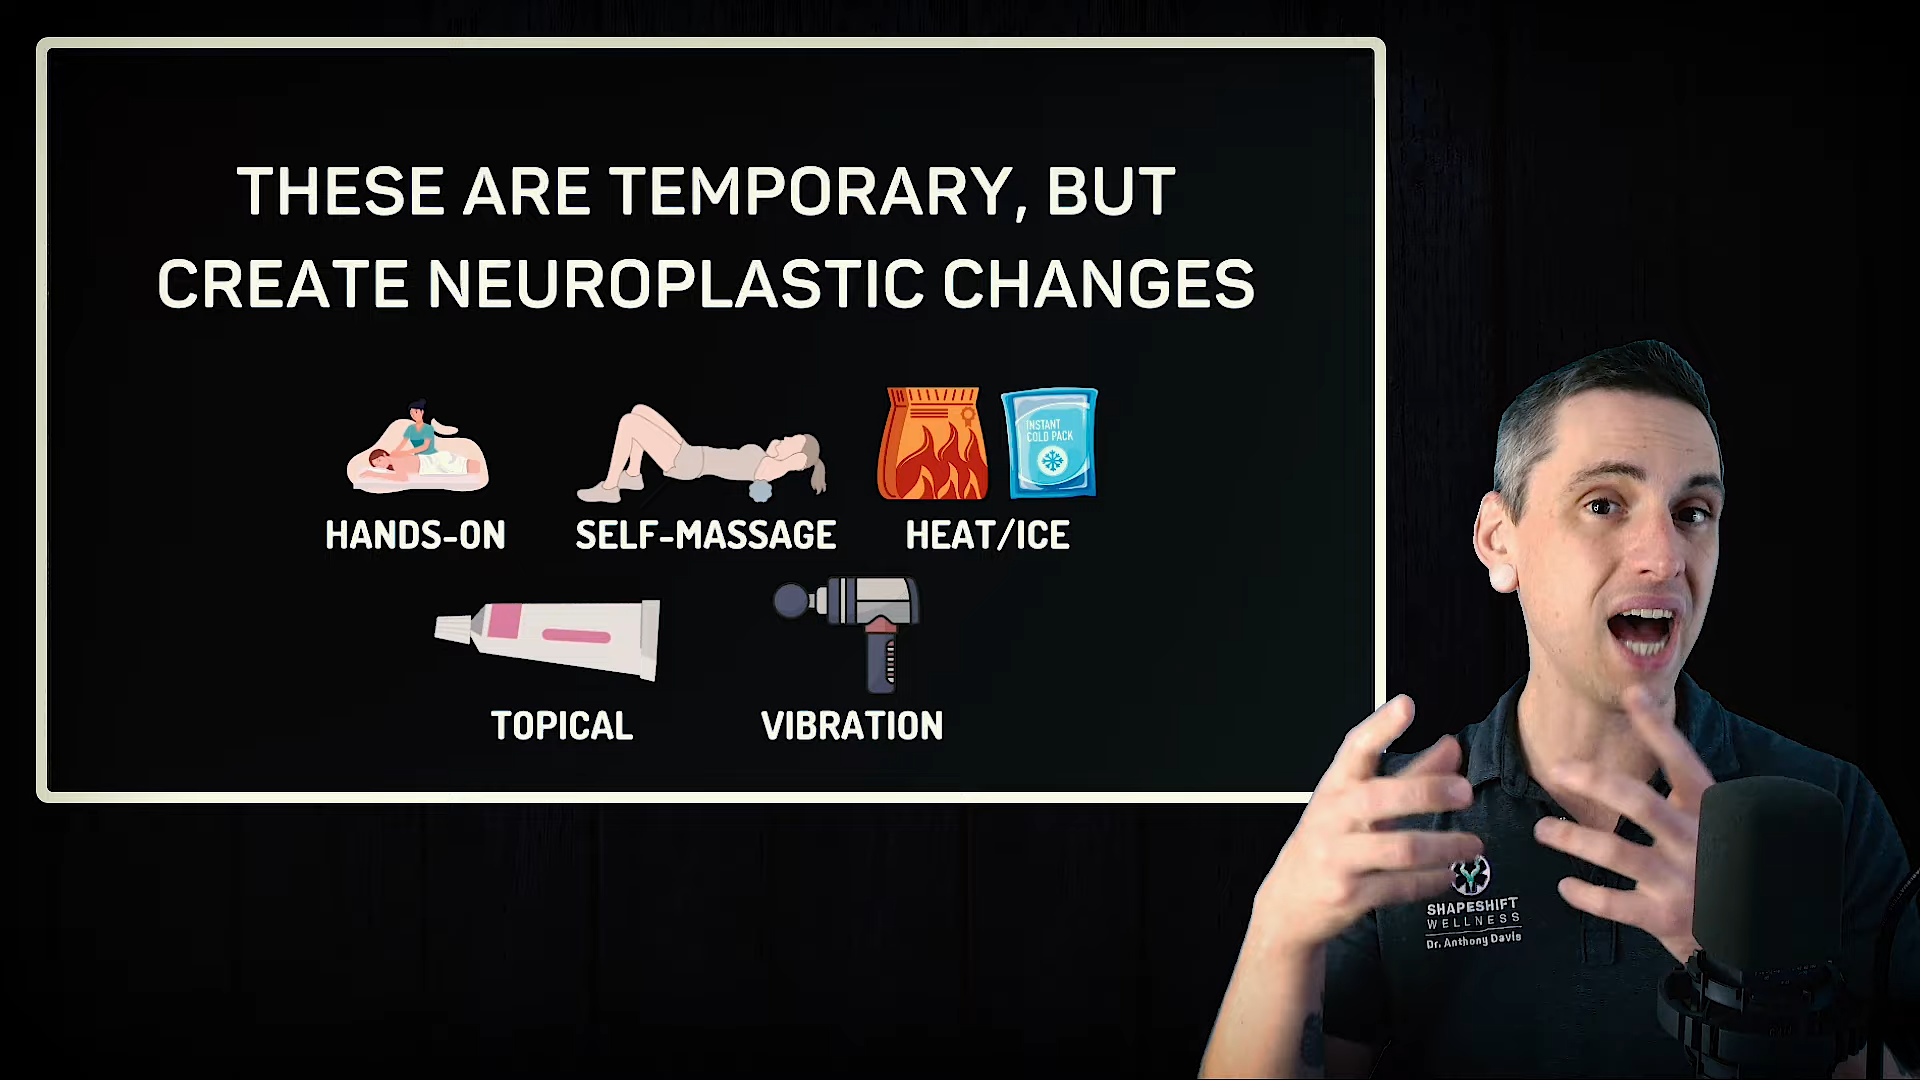 THESE ARE TEMPORARY, BUT
CREATE NEUROPLASTIC CHANGES
INSTANT
COLD PACK
HANDS-ON
SELF-MASSAGE
HEAT/ICE
TOPICAL
VIBRATION
SHAPESHIFT
WELLNESS
Dr. Anthony Davis